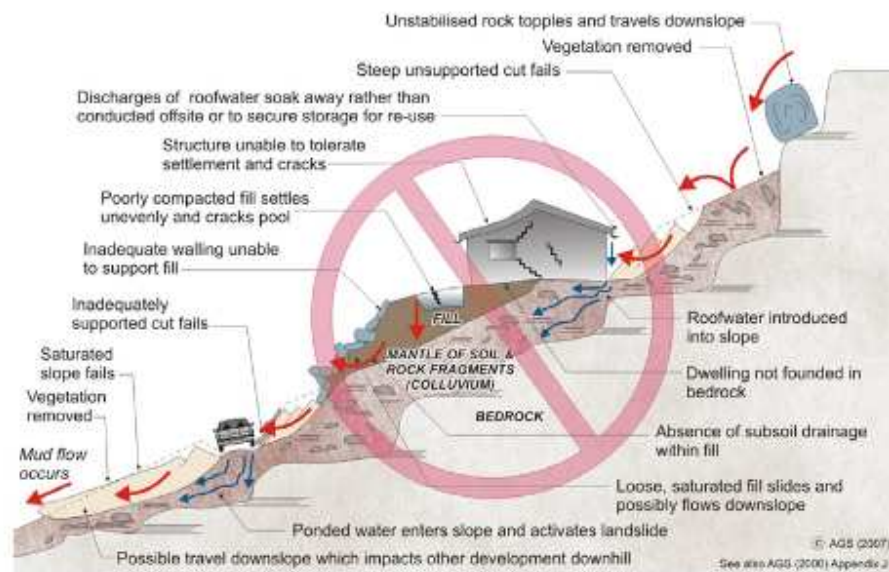 Unstabilised rock topples and travels downslope
Vegetation removed
Steep unsupported cut fails
Discharges of roofwater soak away rather than
conducted offsite or to secure storage for re-use
Structure unable to tolerate
settlement and cracks
Poorly compacted fill settles
unevenly and cracks pool
Inadequate walling unable
to support fill
Inadequately
supported cut fails
Saturated
slope fails
Vegetation
removed
Mud flow
occurs
FILL
MANTLE OF SOIL &
ROCK FRAGMENTS
(COLLUVIUM)
BEDROCK
Roofwater introduced
into slope
Dwelling not founded in
bedrock
Absence of subsoil drainage
within fill
Loose, saturated fill slides and
possibly flows downslope
Ponded water enters slope and activates landslide
Possible travel downslope which impacts other development downhill
© AGS (2007)
See also AGS (2000) Appendix J